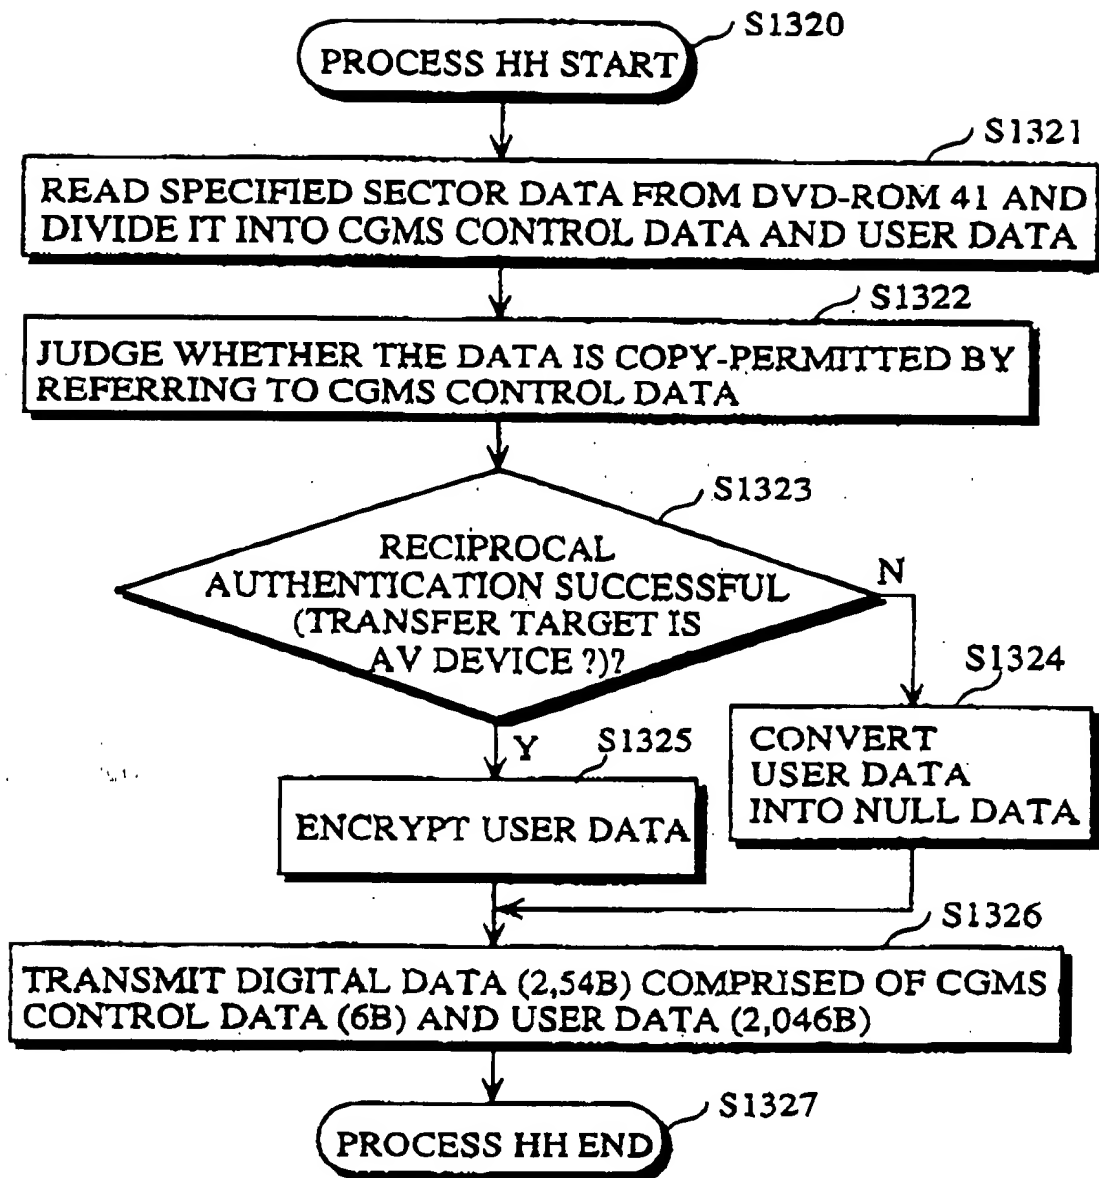 S1320
PROCESS HH START
S1321
READ SPECIFIED SECTOR DATA FROM DVD-ROM 41 AND
DIVIDE IT INTO CGMS CONTROL DATA AND USER DATA
S1322
JUDGE WHETHER THE DATA IS COPY-PERMITTED BY
REFERRING TO CGMS CONTROL DATA
S1323
RECIPROCAL
AUTHENTICATION SUCCESSFUL
(TRANSFER TARGET IS
AV DEVICE ?)?
N
S1324
CONVERT
USER DATA
INTO NULL DATA
Y
S1325
ENCRYPT USER DATA
S1326
TRANSMIT DIGITAL DATA (2,54B) COMPRISED OF CGMS
CONTROL DATA (6B) AND USER DATA (2,046B)
S1327
PROCESS HH END